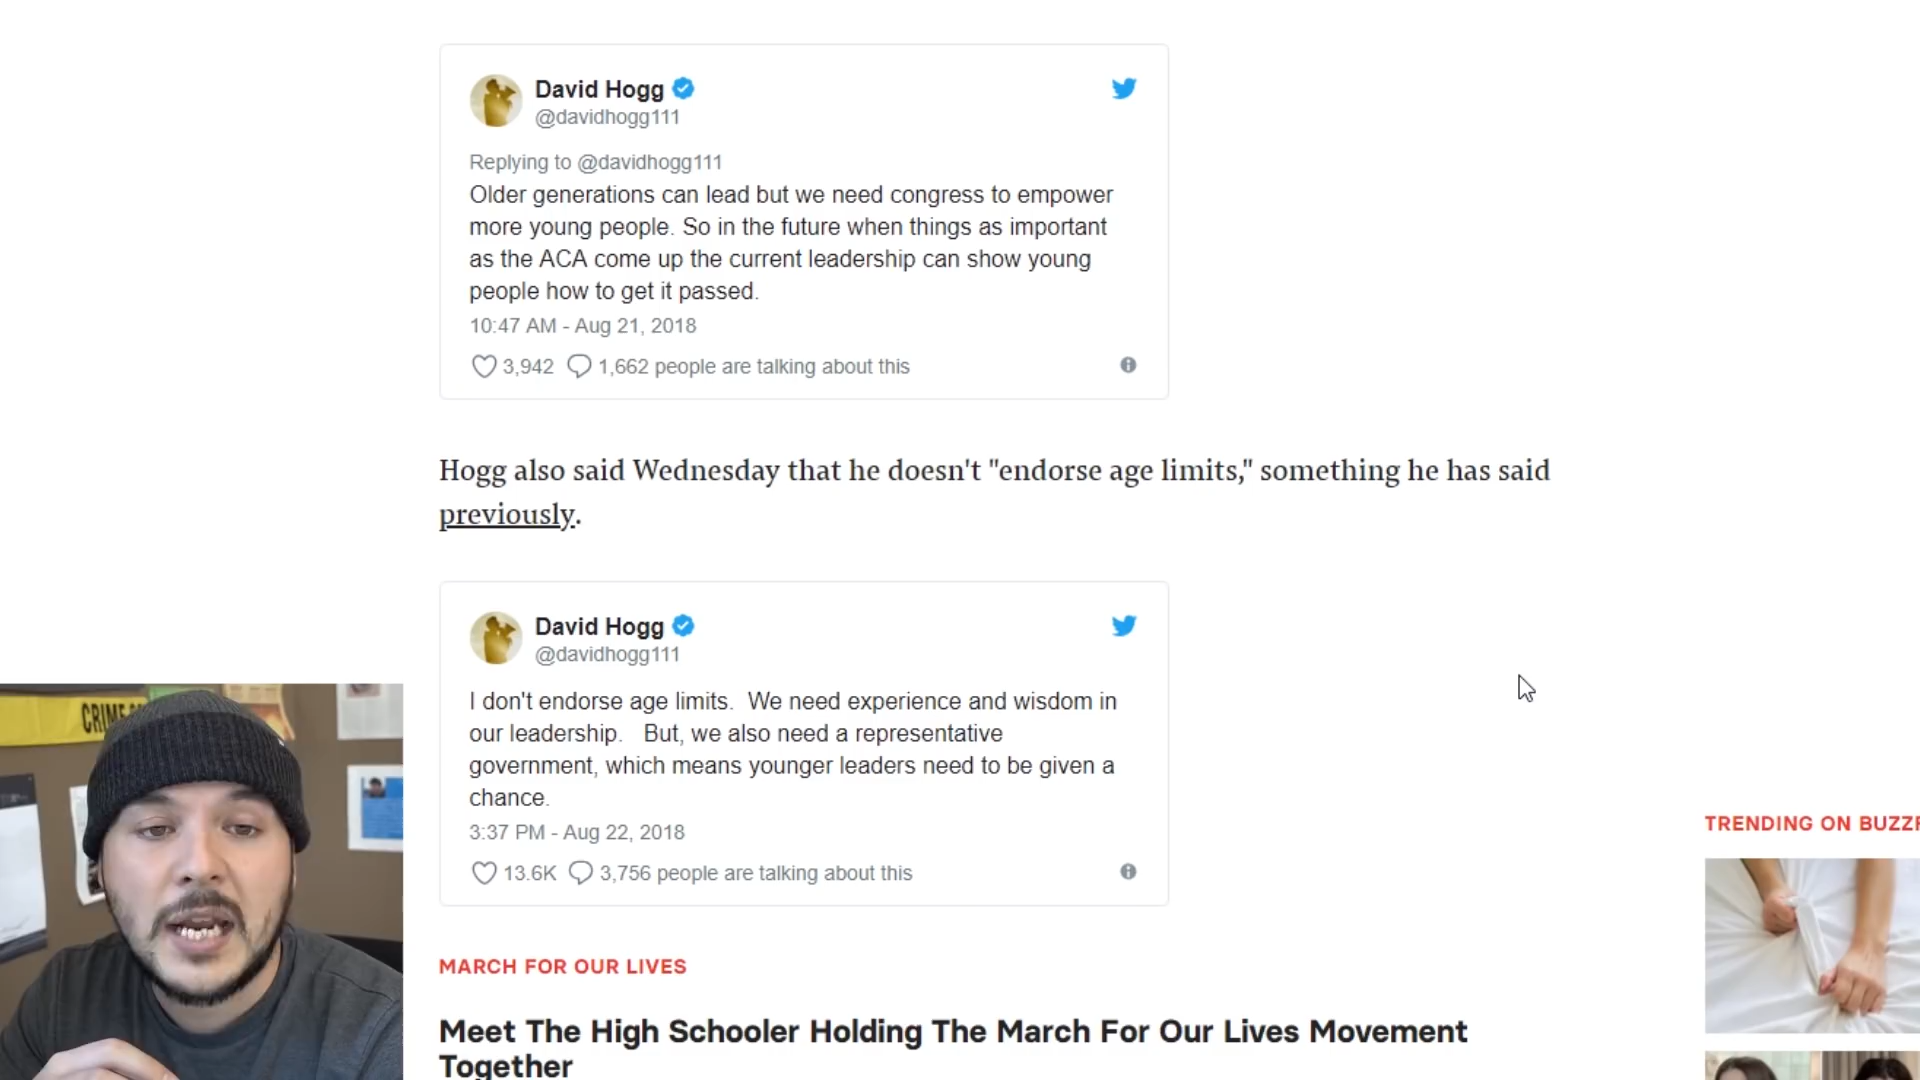 David Hogg
@davidhogg111
Replying to @davidhogg111
Older generations can lead but we need congress to empower
more young people. So in the future when things as important
as the ACA come up the current leadership can show young
people how to get it passed.
10:47 AM - Aug 21, 2018
3,942 1,662 people are talking about this
Hogg also said Wednesday that he doesn't "endorse age limits," something he has said
previously.
David Hogg
@davidhogg111
I don't endorse age limits.  We need experience and wisdom in
our leadership.   But, we also need a representative
government, which means younger leaders need to be given a
chance.
3:37 PM - Aug 22, 2018
13.6K 3,756 people are talking about this
CRIME
TRENDING ON BUZZF
MARCH FOR OUR LIVES
Meet The High Schooler Holding The March For Our Lives Movement
Together